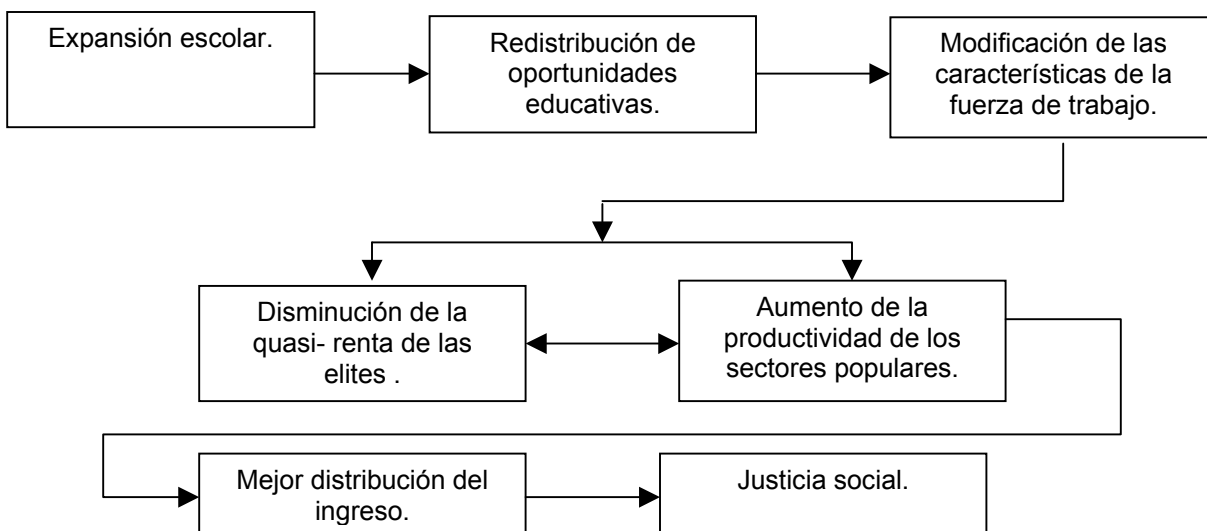 Expansión escolar.
Redistribución de
oportunidades
educativas.
Modificación de las
características de la
fuerza de trabajo.
Disminución de la
quasi- renta de las
elites .
Aumento de la
productividad de los
sectores populares.
Mejor distribución del
ingreso.
Justicia social.